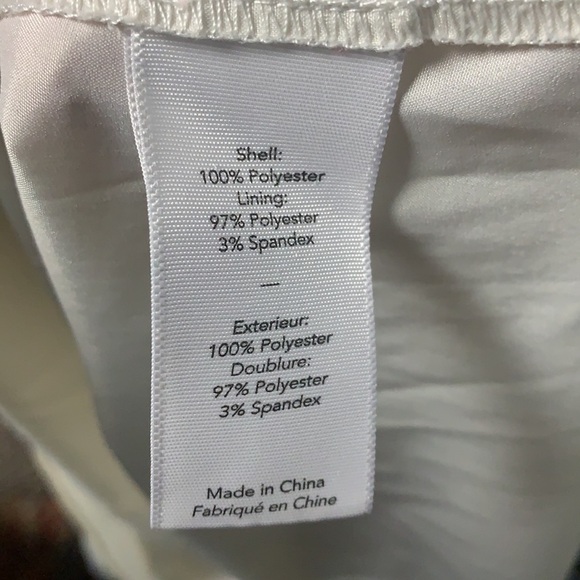 Shell:
100% Polyester
Lining:
97% Polyester
3% Spandex
—
Exterieur:
100% Polyester
Doublure:
97% Polyester
3% Spandex
Made in China
Fabriqué en Chine